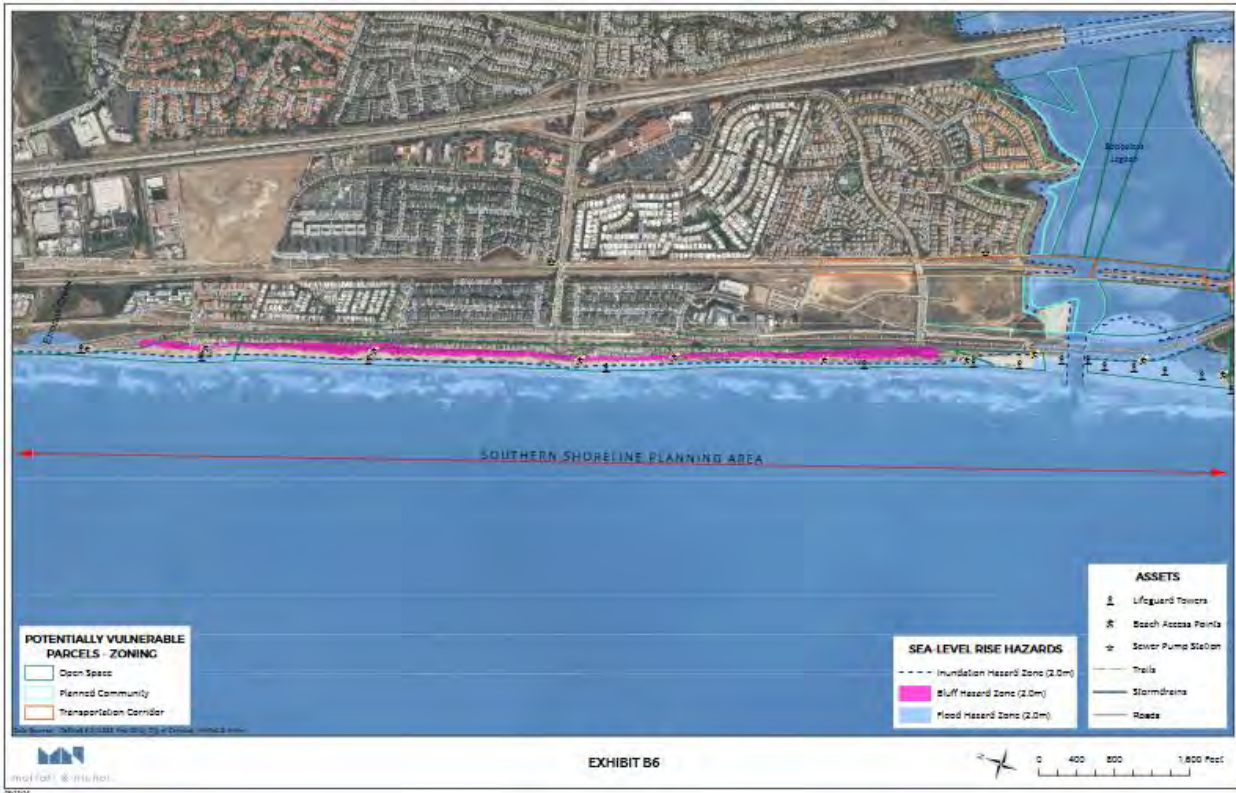 Lagoon
SOUTHERN SHORELINE PLANNING AREA
POTENTIALLY VULNERABLE
PARCELS - ZONING
Open Space
Planned Community
Transportation Corridor
SEA-LEVEL RISE HAZARDS
Inundation Hazard Zone (2.0m)
Bluff Hazard Zone (2.0m)
Flood Hazard Zone (2.0m)
ASSETS
Lifeguard Towers
Beach Access Points
Sewer Pump Station
Trails
Stormdrains
Roads
moffatt & nichol
EXHIBIT B6
0 400 800 1,600 Feet